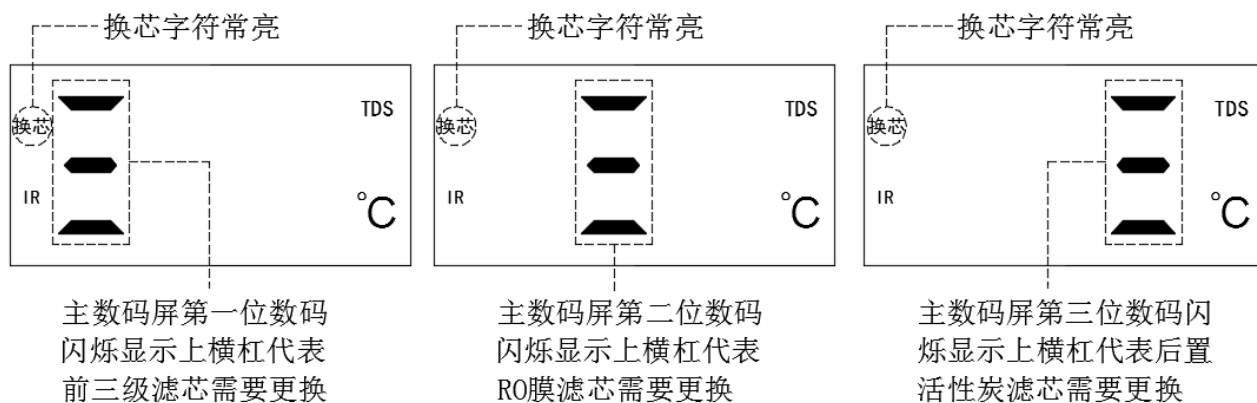 换芯字符常亮
换芯字符常亮
换芯字符常亮
换芯
TDS
IR
°C
换芯
TDS
IR
°C
换芯
TDS
IR
°C
主数码屏第一位数码
闪烁显示上横杠代表
前三级滤芯需要更换
主数码屏第二位数码
闪烁显示上横杠代表
RO膜滤芯需要更换
主数码屏第三位数码闪
烁显示上横杠代表后置
活性炭滤芯需要更换